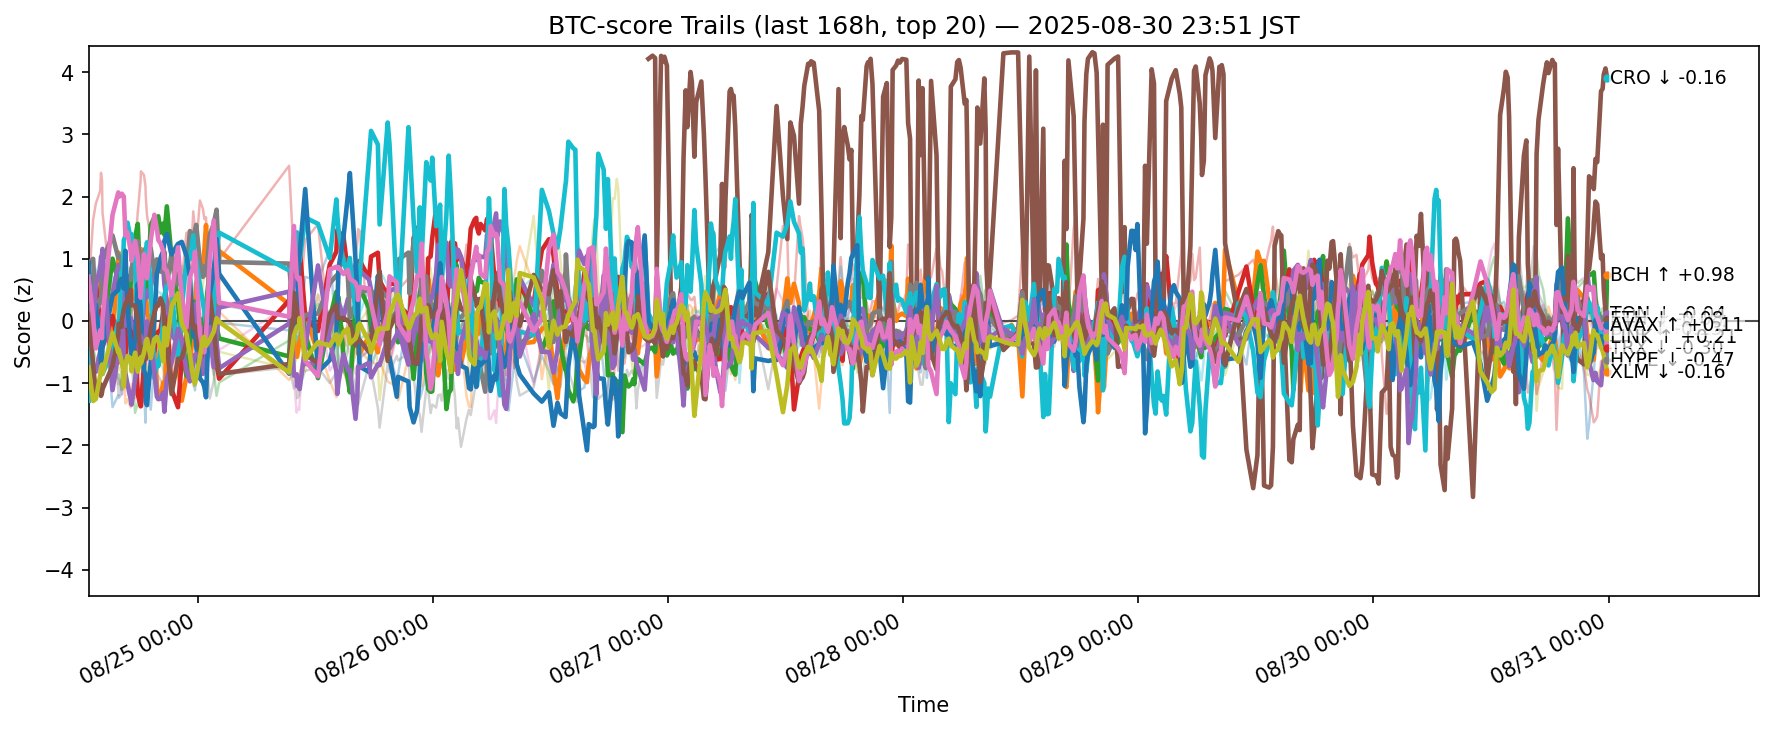 BTC-score Trails (last 168h, top 20) — 2025-08-30 23:51 JST
Score (z)
4
3
2
1
0
−1
−2
−3
−4
CRO ↓ -0.16
BCH ↑ +0.98
AVAX ↑ +0.11
LINK ↑ +0.21
HYPE ↓ -0.47
XLM ↓ -0.16
08/25 00:00
08/26 00:00
08/27 00:00
08/28 00:00
08/29 00:00
08/30 00:00
08/31 00:00
Time